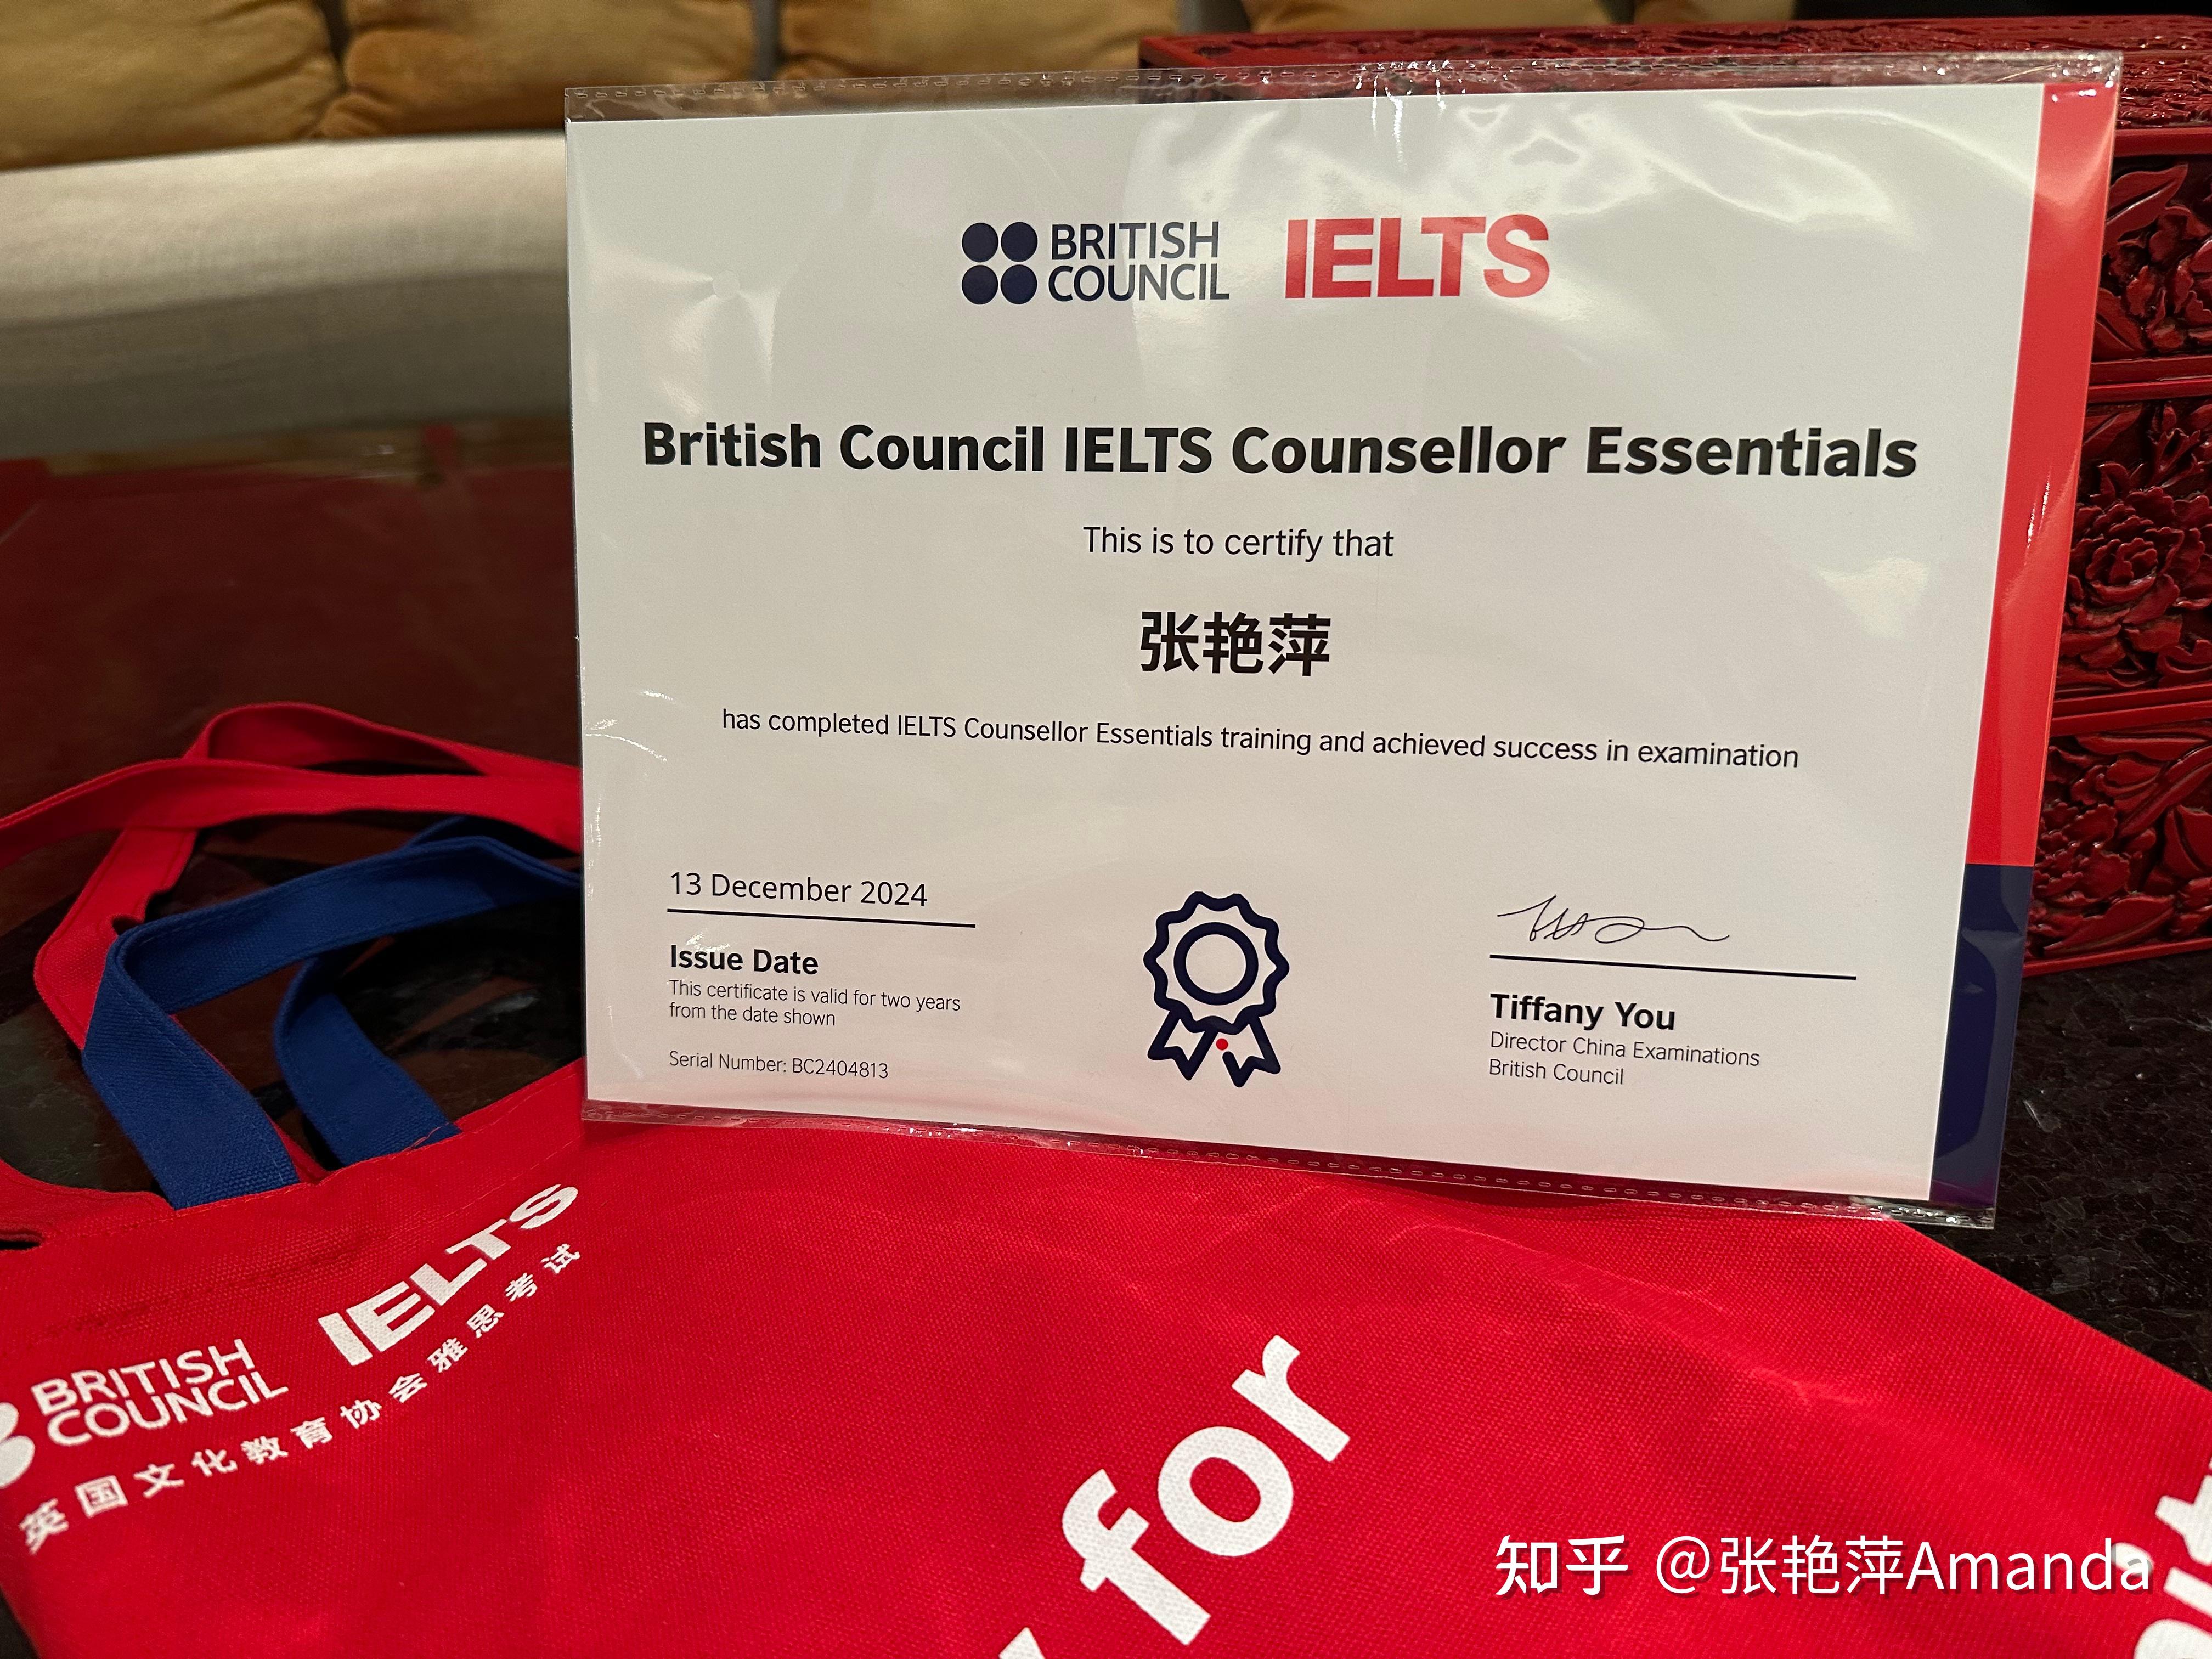 BRITISH
COUNCIL
IELTS
British Council IELTS Counsellor Essentials
This is to certify that
张艳萍
has completed IELTS Counsellor Essentials training and achieved success in examination
13 December 2024
Issue Date
This certificate is valid for two years
from the date shown
Serial Number: BC2404813
Tiffany You
Director China Examinations
British Council
BRITISH
COUNCIL
IELTS
英国文化教育协会雅思考试
for
知乎 @张艳萍Amanda